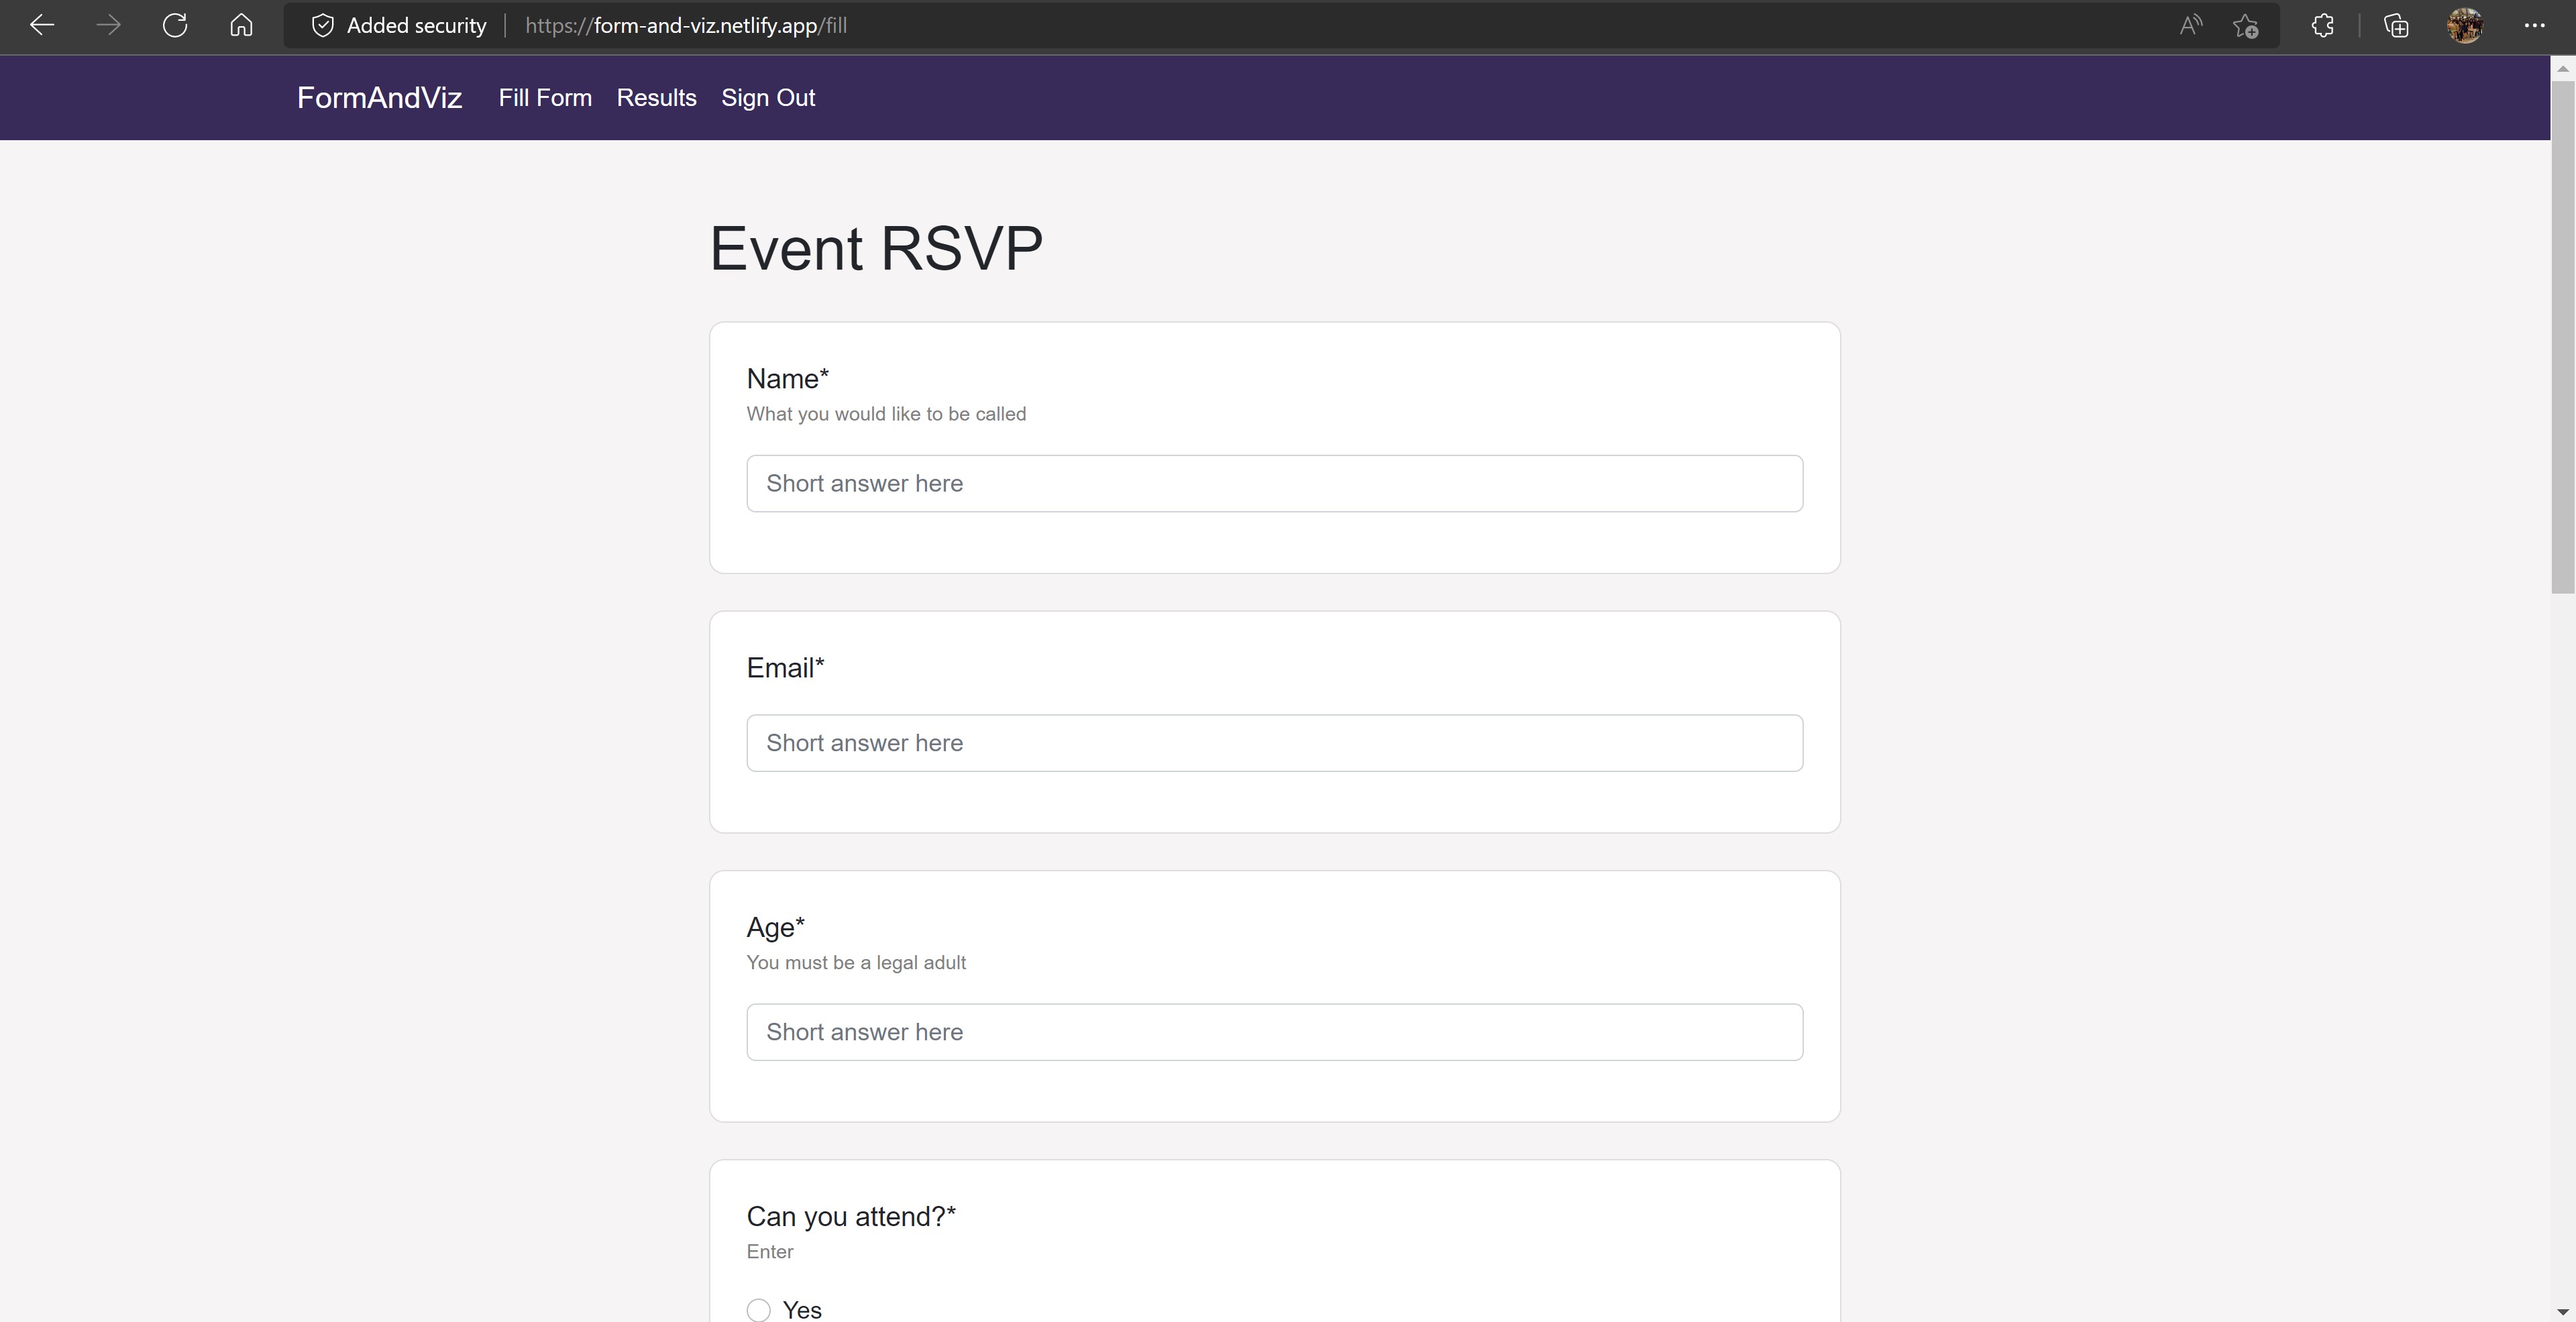 Added security | https://form-and-viz.netlify.app/fill
FormAndViz Fill Form Results Sign Out
Event RSVP
Name*
What you would like to be called
Short answer here
Email*
Short answer here
Age*
You must be a legal adult
Short answer here
Can you attend?*
Enter
Yes